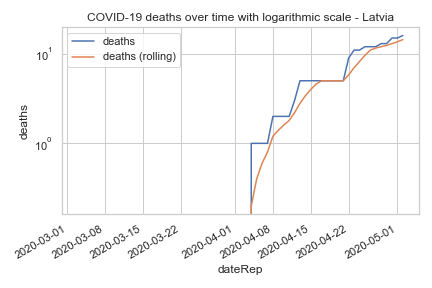 COVID-19 deaths over time with logarithmic scale - Latvia
deaths
deaths (rolling)
10¹
10⁰
deaths
2020-03-01
2020-03-08
2020-03-15
2020-03-22
2020-04-01
2020-04-08
2020-04-15
2020-04-22
2020-05-01
dateRep